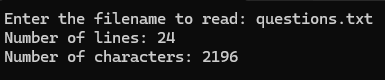 Enter the filename to read: questions.txt
Number of lines: 24
Number of characters: 2196